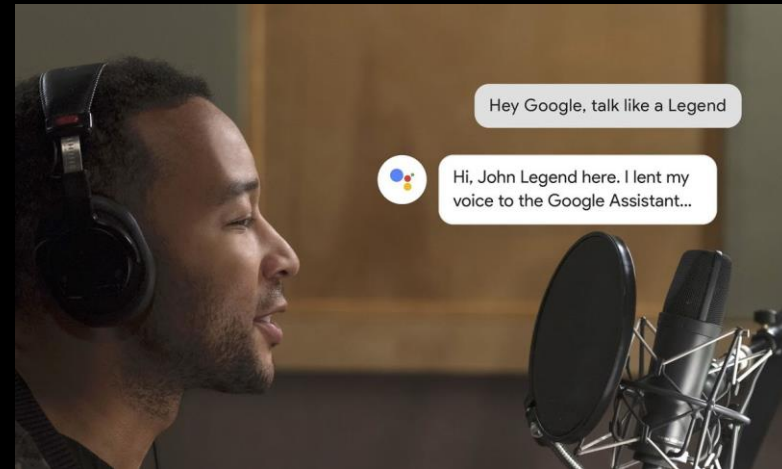 Hey Google, talk like a Legend
Hi, John Legend here. I lent my
voice to the Google Assistant...